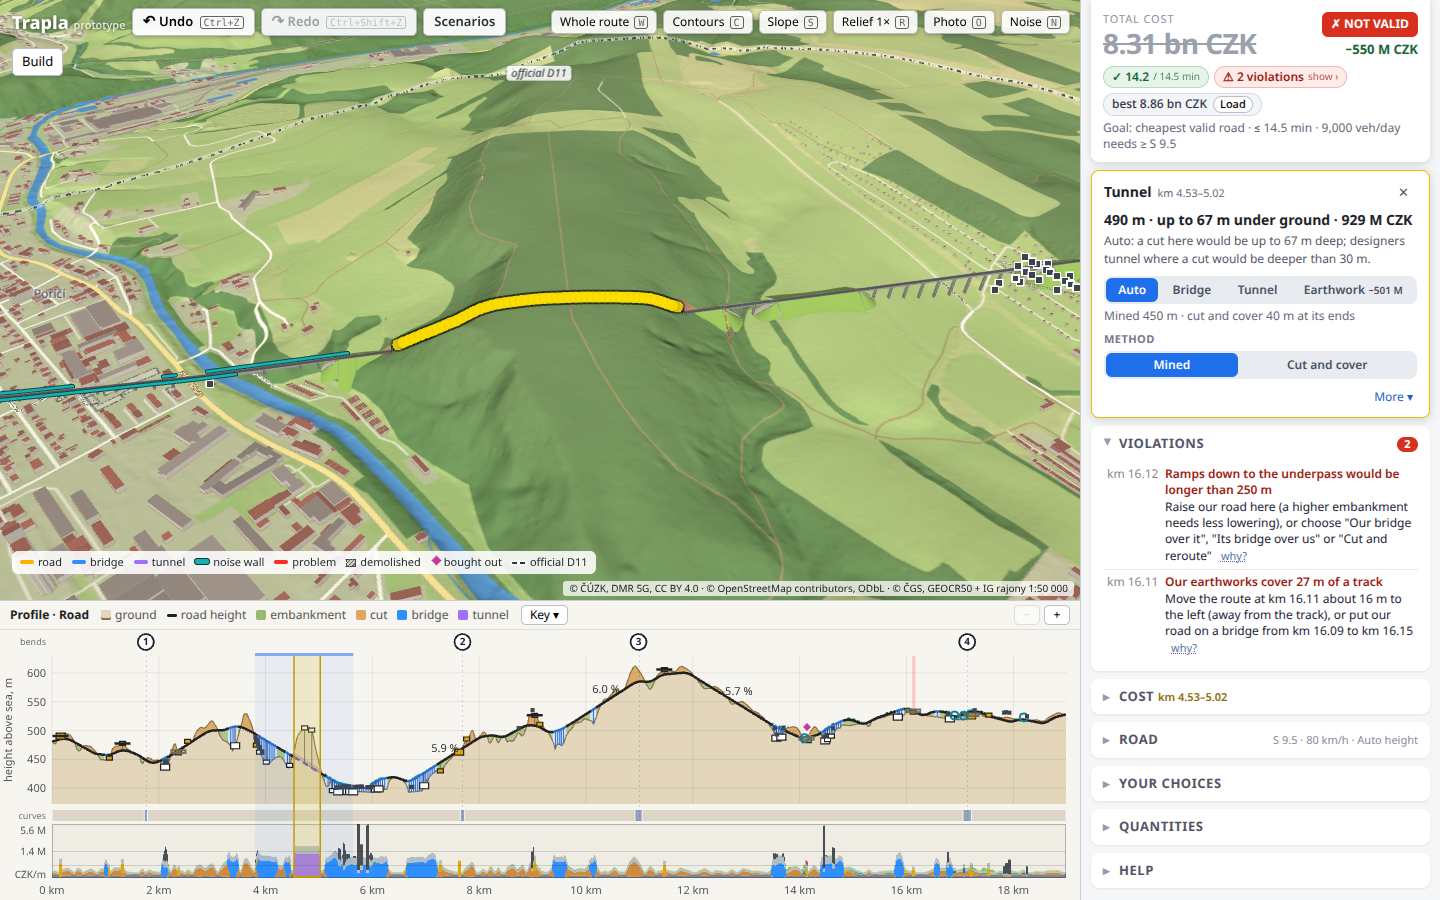 Trapla prototype
↶ Undo Ctrl+Z
↷ Redo Ctrl+Shift+Z
Scenarios
Whole route W
Contours C
Slope S
Relief 1× R
Photo O
Noise N
Build
official D11
Poříčí
road
bridge
tunnel
noise wall
problem
demolished
bought out
official D11
© ČÚZK, DMR 5G, CC BY 4.0 · © OpenStreetMap contributors, ODbL · © ČGS, GEOCR50 + IG rajony 1:50 000
Profile · Road
ground
road height
embankment
cut
bridge
tunnel
Key ▾
−
+
bends
1
2
3
4
height above sea, m
600
550
500
450
400
5.9 %
6.0 %
5.7 %
curves
5.6 M
1.4 M
CZK/m
0 km
2 km
4 km
6 km
8 km
10 km
12 km
14 km
16 km
18 km
TOTAL COST
✗ NOT VALID
8.31 bn CZK
−550 M CZK
✓ 14.2 / 14.5 min
⚠ 2 violations show ›
best 8.86 bn CZK Load
Goal: cheapest valid road · ≤ 14.5 min · 9,000 veh/day
needs ≥ S 9.5
Tunnel km 4.53–5.02
✕
490 m · up to 67 m under ground · 929 M CZK
Auto: a cut here would be up to 67 m deep; designers
tunnel where a cut would be deeper than 30 m.
Auto
Bridge
Tunnel
Earthwork −501 M
Mined 450 m · cut and cover 40 m at its ends
METHOD
Mined
Cut and cover
More ▾
▼ VIOLATIONS 2
km 16.12 Ramps down to the underpass would be
longer than 250 m
Raise our road here (a higher embankment
needs less lowering), or choose "Our bridge
over it", "Its bridge over us" or "Cut and
reroute" why?
km 16.11 Our earthworks cover 27 m of a track
Move the route at km 16.11 about 16 m to
the left (away from the track), or put our
road on a bridge from km 16.09 to km 16.15
why?
▶ COST km 4.53–5.02
▶ ROAD S 9.5 · 80 km/h · Auto height
▶ YOUR CHOICES
▶ QUANTITIES
▶ HELP